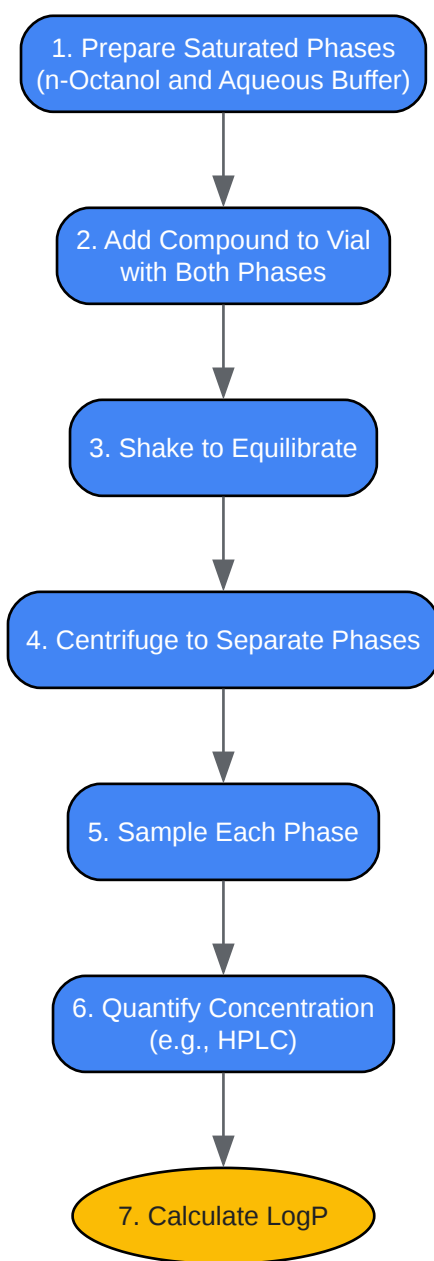 1. Prepare Saturated Phases
(n-Octanol and Aqueous Buffer)
2. Add Compound to Vial
with Both Phases
3. Shake to Equilibrate
4. Centrifuge to Separate Phases
5. Sample Each Phase
6. Quantify Concentration
(e.g., HPLC)
7. Calculate LogP